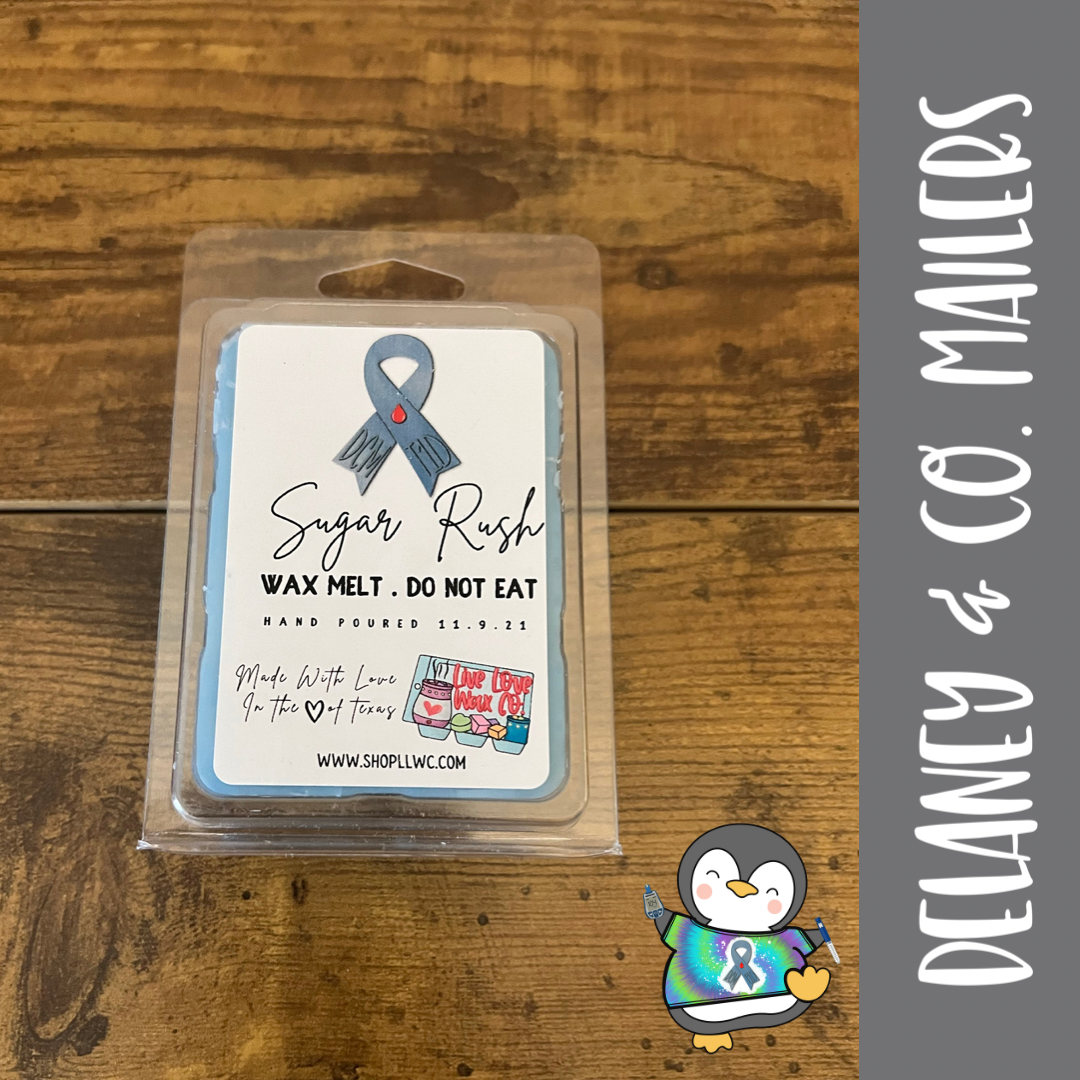 DCM T1D
Sugar Rush
WAX MELT . DO NOT EAT
HAND POURED 11.9.21
Made With Love
In the of Texas
Live Love
Wax CO.
WWW.SHOPLLWC.COM
DELANEY & CO. MAILERS